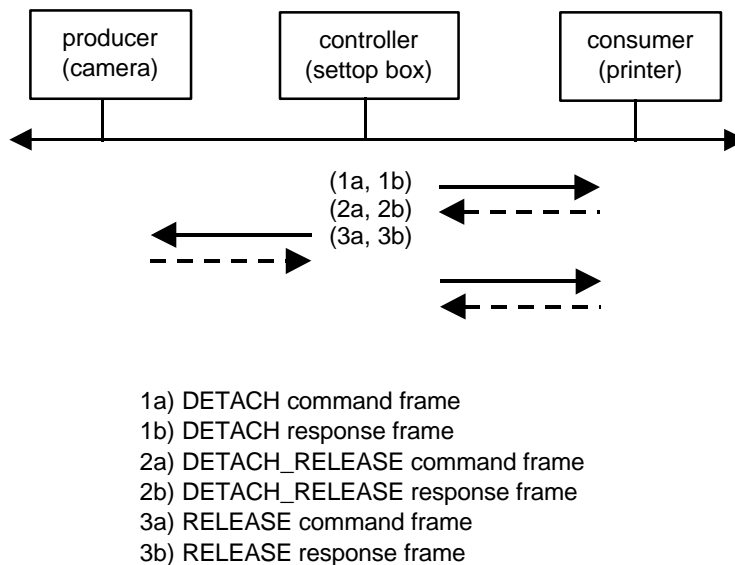 producer
(camera)
controller
(settop box)
consumer
(printer)
(1a, 1b)
(2a, 2b)
(3a, 3b)
1a) DETACH command frame
1b) DETACH response frame
2a) DETACH_RELEASE command frame
2b) DETACH_RELEASE response frame
3a) RELEASE command frame
3b) RELEASE response frame